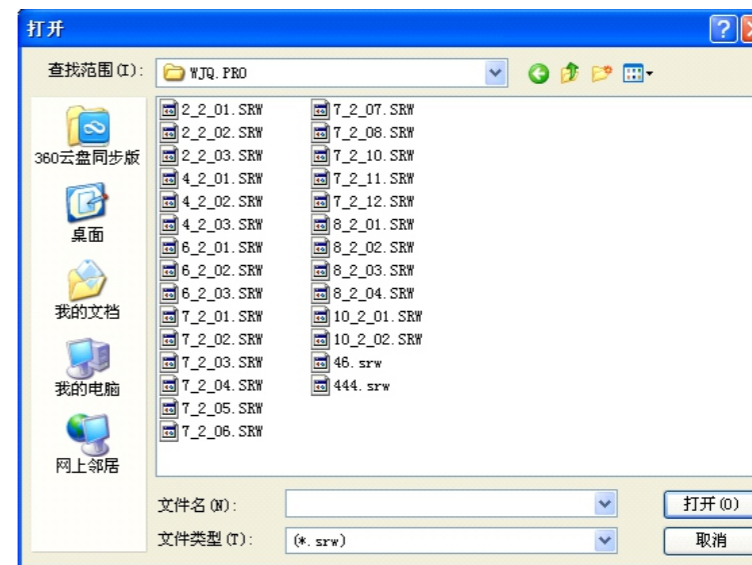 打开
查找范围(I):
WJQ.PRO
360云盘同步版
桌面
我的文档
我的电脑
网上邻居
2_2_01.SRW
2_2_02.SRW
2_2_03.SRW
4_2_01.SRW
4_2_02.SRW
4_2_03.SRW
6_2_01.SRW
6_2_02.SRW
6_2_03.SRW
7_2_01.SRW
7_2_02.SRW
7_2_03.SRW
7_2_04.SRW
7_2_05.SRW
7_2_06.SRW
7_2_07.SRW
7_2_08.SRW
7_2_10.SRW
7_2_11.SRW
7_2_12.SRW
8_2_01.SRW
8_2_02.SRW
8_2_03.SRW
8_2_04.SRW
10_2_01.SRW
10_2_02.SRW
46.srw
444.srw
文件名(N):
打开(O)
文件类型(T):
(*.srw)
取消